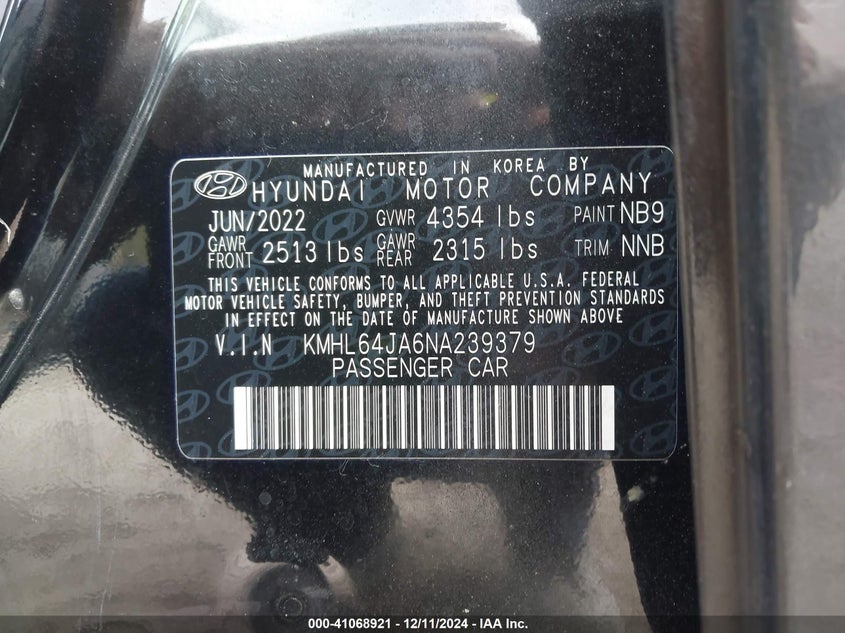 MANUFACTURED IN KOREA BY
HYUNDAI MOTOR COMPANY
JUN/2022 GVWR 4354 lbs PAINT NB9
GAWR FRONT 2513 lbs GAWR REAR 2315 lbs TRIM NNB
THIS VEHICLE CONFORMS TO ALL APPLICABLE U.S.A. FEDERAL
MOTOR VEHICLE SAFETY, BUMPER, AND THEFT PREVENTION STANDARDS
IN EFFECT ON THE DATE OF MANUFACTURE SHOWN ABOVE
V.I.N KMHL64JA6NA239379
PASSENGER CAR
000-41068921 - 12/11/2024 - IAA Inc.